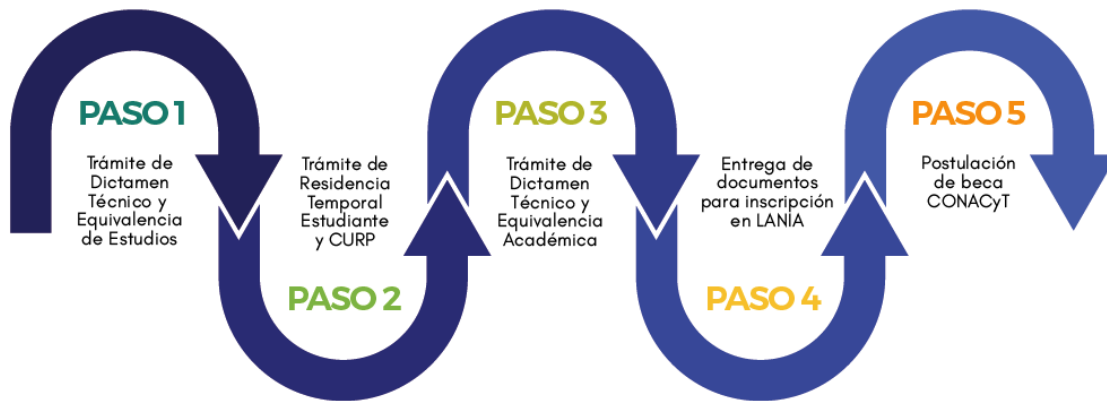 PASO 1
Trámite de
Dictamen
Técnico y
Equivalencia
de Estudios
Trámite de
Residencia
Temporal
Estudiante
y CURP
PASO 2
PASO 3
Trámite de
Dictamen
Técnico y
Equivalencia
Académica
Entrega de
documentos
para inscripción
en LANIA
PASO 4
PASO 5
Postulación
de beca
CONACyT